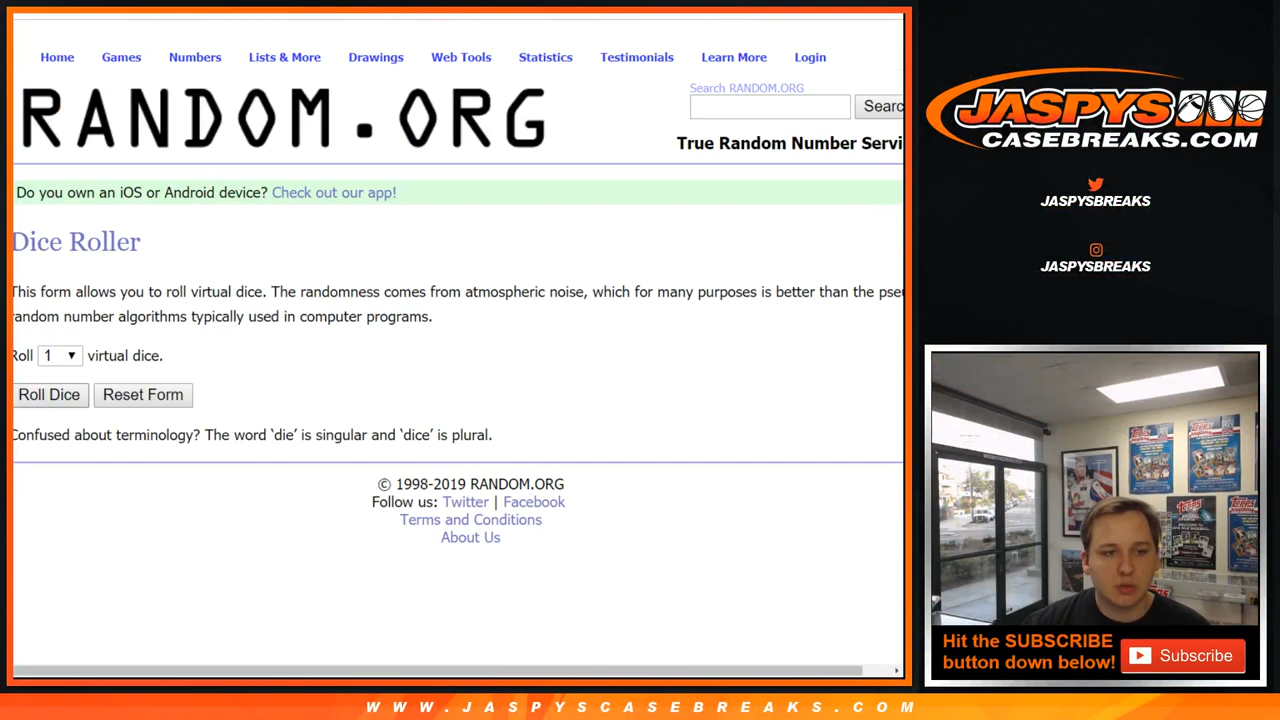 Home Games Numbers Lists & More Drawings Web Tools Statistics Testimonials Learn More Login
RANDOM.ORG
Search RANDOM.ORG
Searc
True Random Number Servi
Do you own an iOS or Android device? Check out our app!
Dice Roller
This form allows you to roll virtual dice. The randomness comes from atmospheric noise, which for many purposes is better than the pseu
random number algorithms typically used in computer programs.
Roll 1 virtual dice.
Roll Dice Reset Form
Confused about terminology? The word ‘die’ is singular and ‘dice’ is plural.
© 1998-2019 RANDOM.ORG
Follow us: Twitter | Facebook
Terms and Conditions
About Us
JASPYS
CASEBREAKS.COM
JASPYSBREAKS
JASPYSBREAKS
Topps
Hit the SUBSCRIBE
button down below!
Subscribe
WWW.JASPYSCASEBREAKS.COM